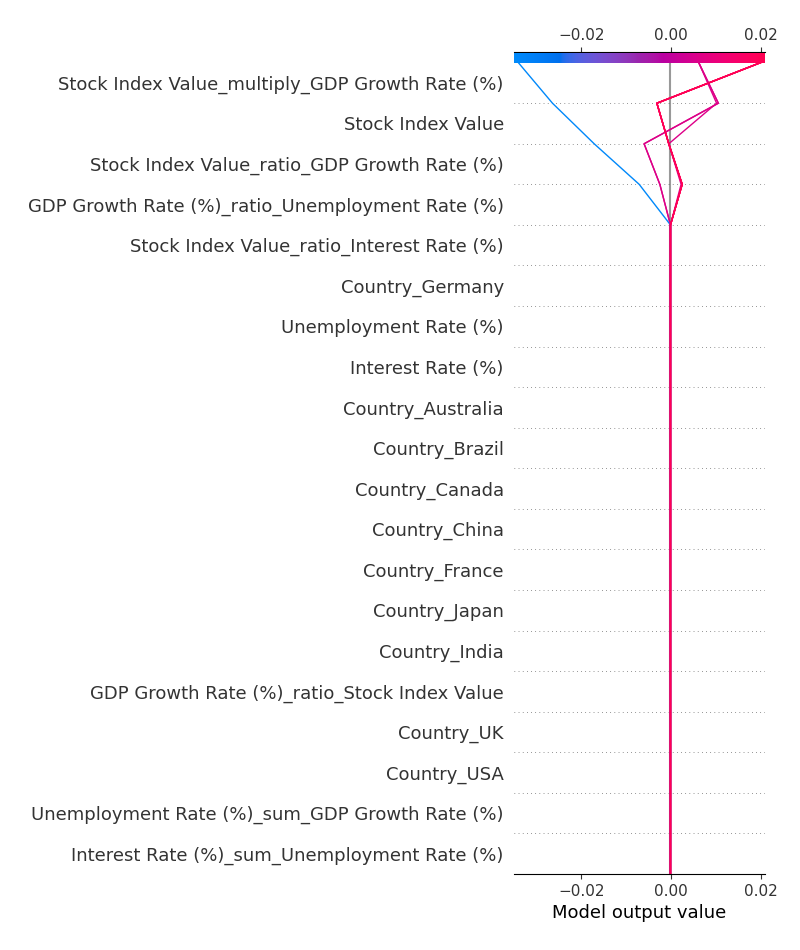 −0.02 0.00 0.02
Stock Index Value_multiply_GDP Growth Rate (%)
Stock Index Value
Stock Index Value_ratio_GDP Growth Rate (%)
GDP Growth Rate (%)_ratio_Unemployment Rate (%)
Stock Index Value_ratio_Interest Rate (%)
Country_Germany
Unemployment Rate (%)
Interest Rate (%)
Country_Australia
Country_Brazil
Country_Canada
Country_China
Country_France
Country_Japan
Country_India
GDP Growth Rate (%)_ratio_Stock Index Value
Country_UK
Country_USA
Unemployment Rate (%)_sum_GDP Growth Rate (%)
Interest Rate (%)_sum_Unemployment Rate (%)
−0.02 0.00 0.02
Model output value